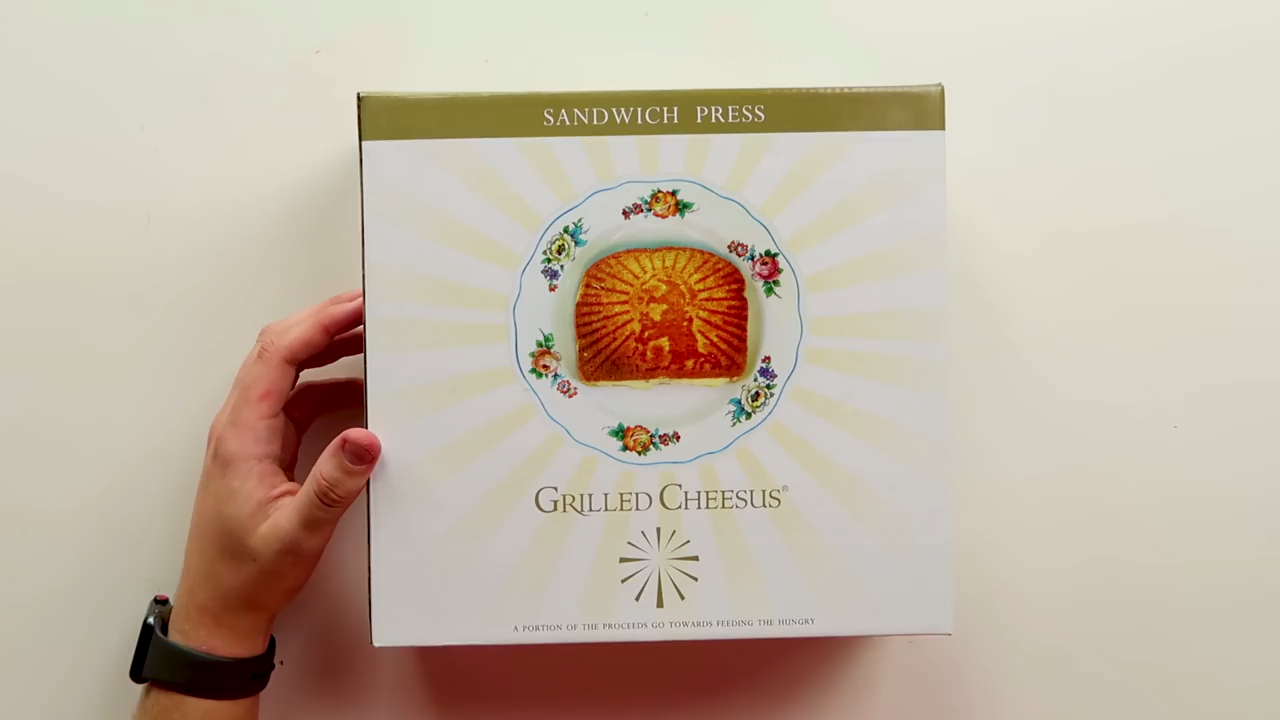 SANDWICH PRESS
GRILLED CHEESUS®
A PORTION OF THE PROCEEDS GO TOWARDS FEEDING THE HUNGRY